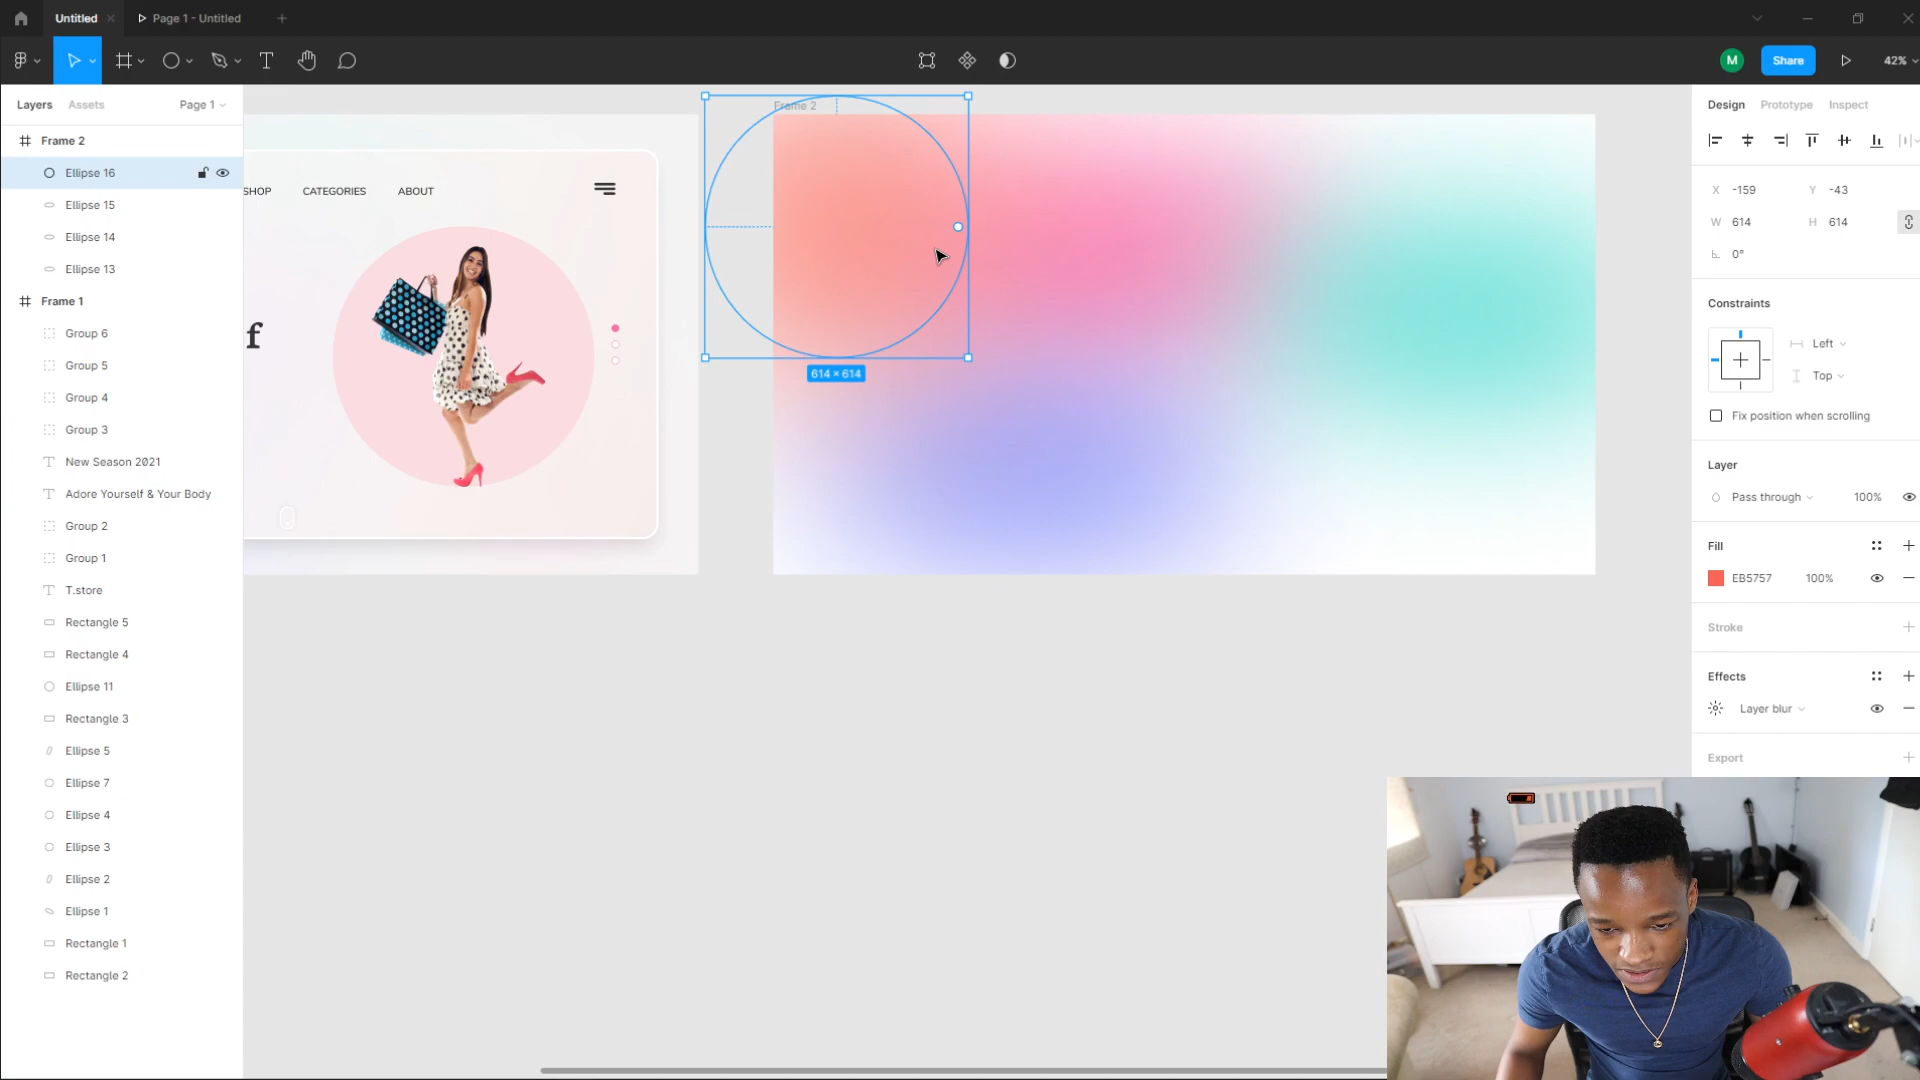 Untitled
Page 1 - Untitled
M
Share
42%
Layers
Assets
Page 1
Frame 2
Ellipse 16
Ellipse 15
Ellipse 14
Ellipse 13
Frame 1
Group 6
Group 5
Group 4
Group 3
New Season 2021
Adore Yourself & Your Body
Group 2
Group 1
T.store
Rectangle 5
Rectangle 4
Ellipse 11
Rectangle 3
Ellipse 5
Ellipse 7
Ellipse 4
Ellipse 3
Ellipse 2
Ellipse 1
Rectangle 1
Rectangle 2
SHOP
CATEGORIES
ABOUT
f
Frame 2
614 × 614
Design
Prototype
Inspect
X -159
Y -43
W 614
H 614
0°
Constraints
Left
Top
Fix position when scrolling
Layer
Pass through
100%
Fill
EB5757
100%
Stroke
Effects
Layer blur
Export